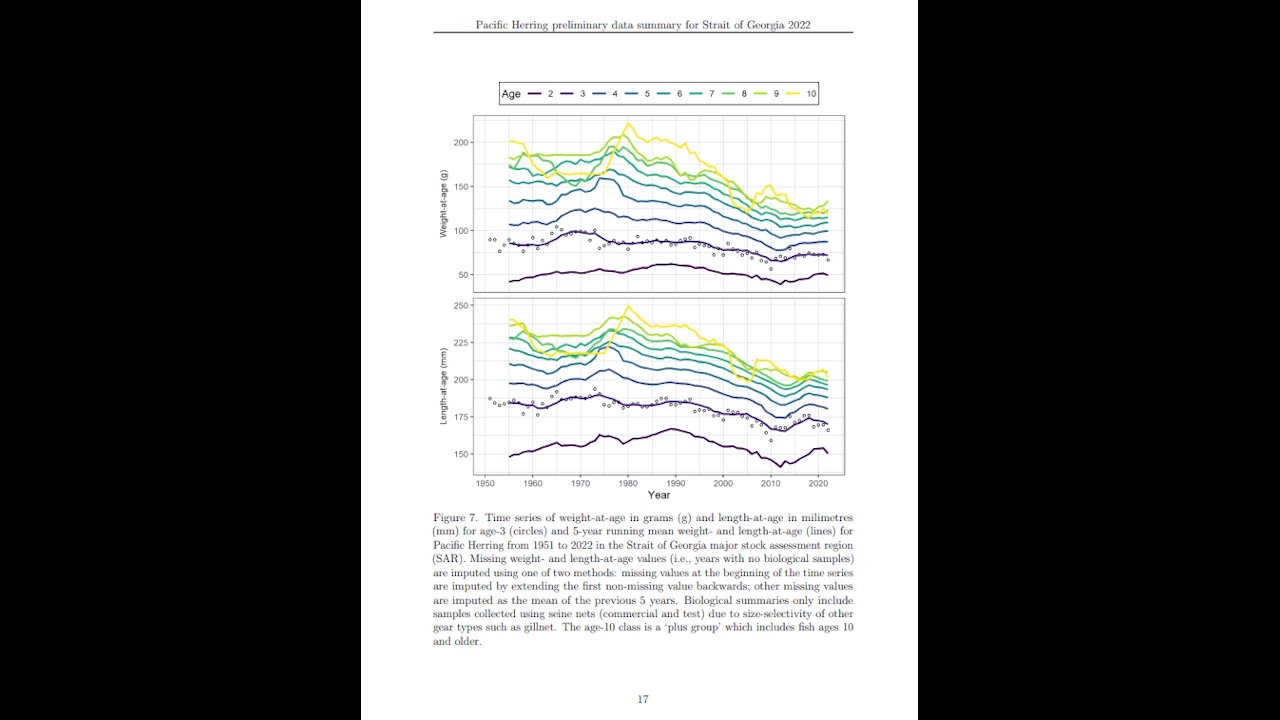 Pacific Herring preliminary data summary for Strait of Georgia 2022
Age 2 3 4 5 6 7 8 9 10
200
150
100
50
Weight-at-age (g)
250
225
200
175
150
Length-at-age (mm)
1950 1960 1970 1980 1990 2000 2010 2020
Year
Figure 7. Time series of weight-at-age in grams (g) and length-at-age in milimetres
(mm) for age-3 (circles) and 5-year running mean weight- and length-at-age (lines) for
Pacific Herring from 1951 to 2022 in the Strait of Georgia major stock assessment region
(SAR). Missing weight- and length-at-age values (i.e., years with no biological samples)
are imputed using one of two methods: missing values at the beginning of the time series
are imputed by extending the first non-missing value backwards; other missing values
are imputed as the mean of the previous 5 years. Biological summaries only include
samples collected using seine nets (commercial and test) due to size-selectivity of other
gear types such as gillnet. The age-10 class is a ‘plus group’ which includes fish ages 10
and older.
17